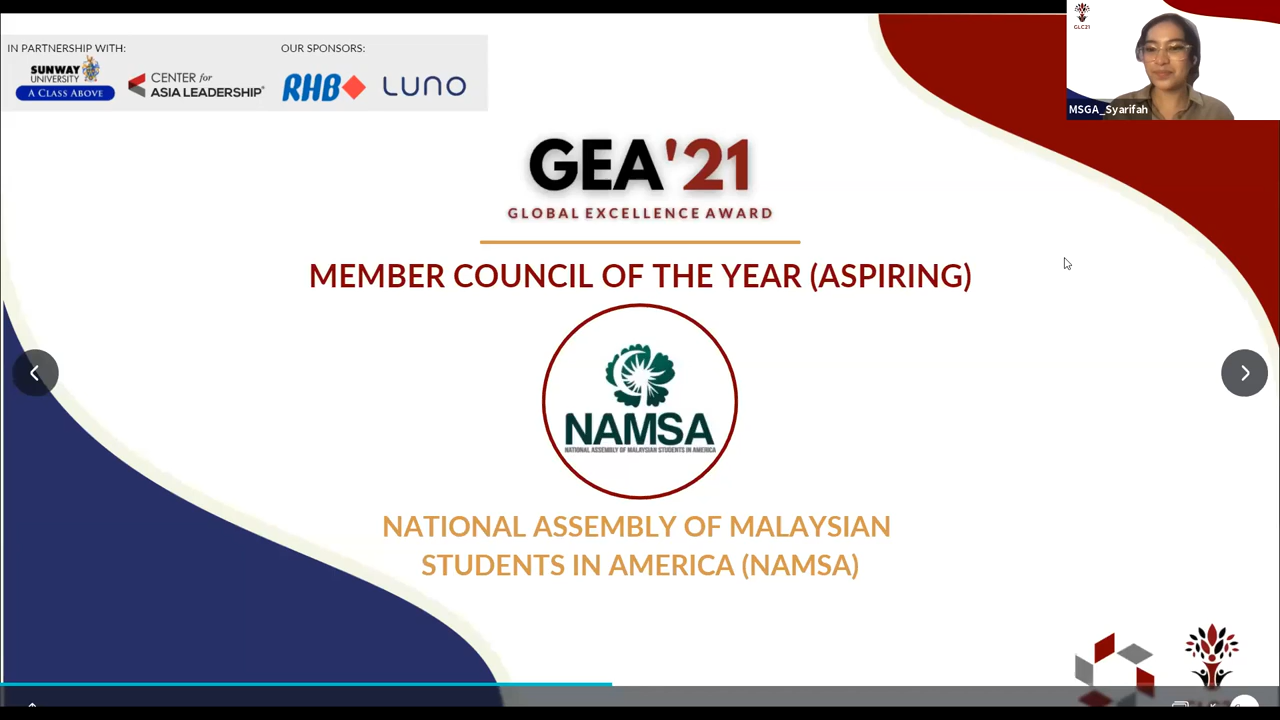 IN PARTNERSHIP WITH:
OUR SPONSORS:
SUNWAY
UNIVERSITY
A CLASS ABOVE
CENTER for
ASIA LEADERSHIP
RHB
LUNO
GLC21
MSGA_Syarifah
GEA'21
GLOBAL EXCELLENCE AWARD
MEMBER COUNCIL OF THE YEAR (ASPIRING)
NAMSA
NATIONAL ASSEMBLY OF MALAYSIAN STUDENTS IN AMERICA
NATIONAL ASSEMBLY OF MALAYSIAN
STUDENTS IN AMERICA (NAMSA)